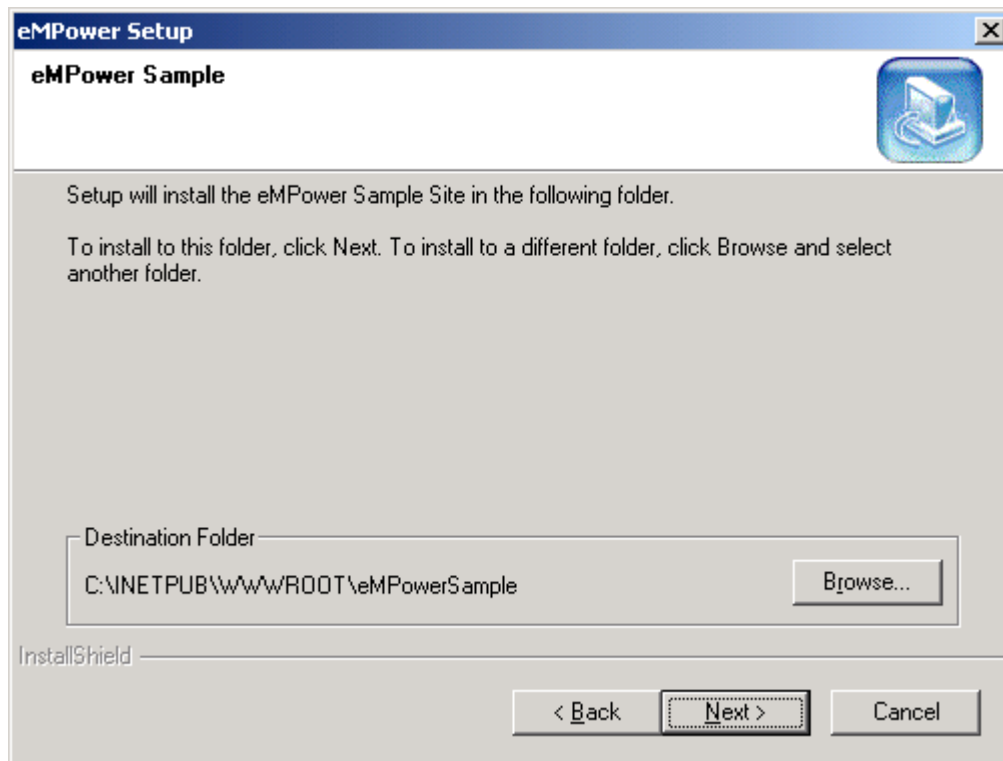 eMPower Setup
eMPower Sample
Setup will install the eMPower Sample Site in the following folder.
To install to this folder, click Next. To install to a different folder, click Browse and select
another folder.
Destination Folder
C:\INETPUB\WWWROOT\eMPowerSample
Browse...
InstallShield
< Back
Next >
Cancel